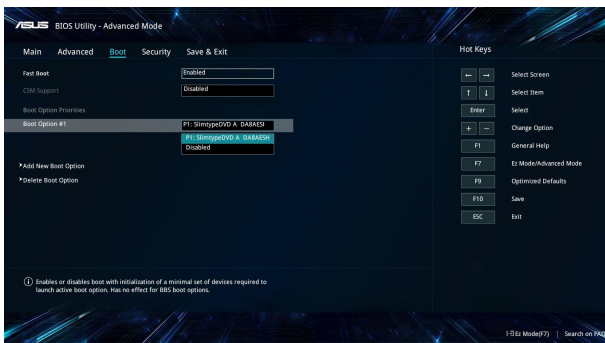 ASUS BIOS Utility - Advanced Mode
Main Advanced Boot Security Save & Exit
Hot Keys
Fast Boot Enabled
CSM Support Disabled
Boot Option Priorities
Boot Option #1 P1: SlimtypeDVD A DA8AESI
P1: SlimtypeDVD A DA8AESH
Disabled
Add New Boot Option
Delete Boot Option
← → Select Screen
↑ ↓ Select Item
Enter Select
+ − Change Option
F1 General Help
F7 Ez Mode/Advanced Mode
F9 Optimized Defaults
F10 Save
ESC Exit
Enables or disables boot with initialization of a minimal set of devices required to
launch active boot option. Has no effect for BBS boot options.
Ez Mode(F7) | Search on FAQ